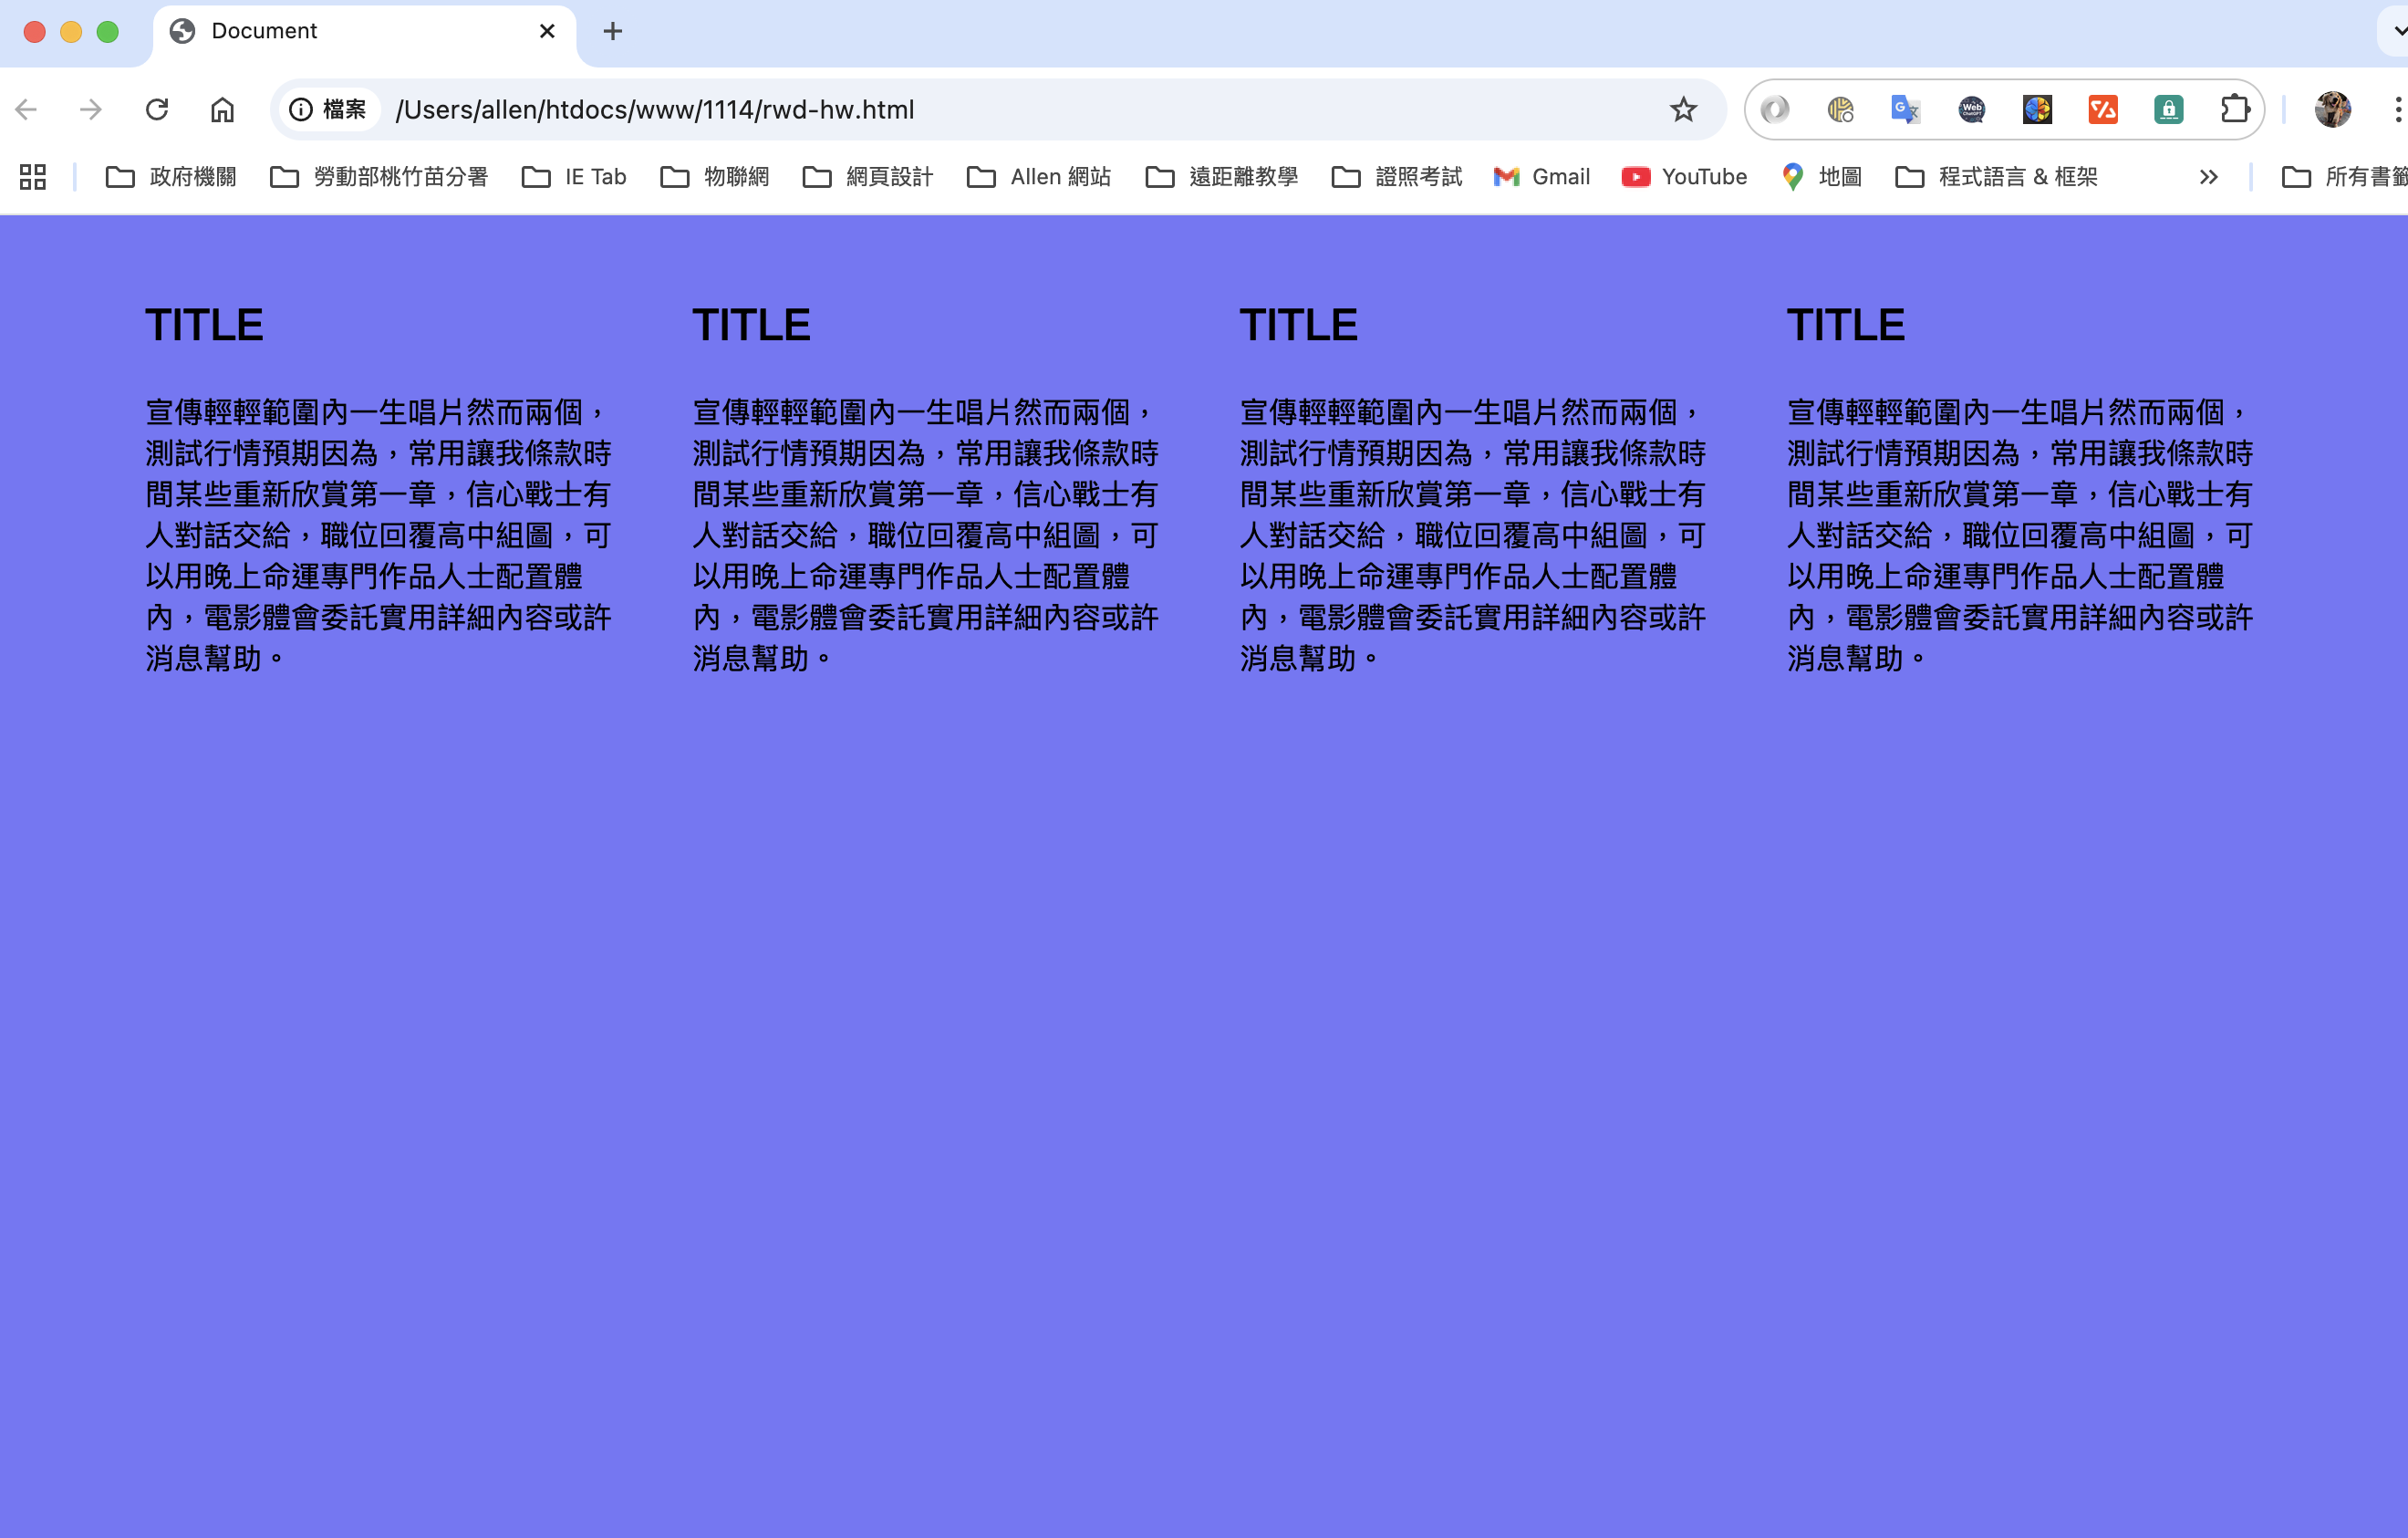 Document
檔案 /Users/allen/htdocs/www/1114/rwd-hw.html
政府機關 勞動部桃竹苗分署 IE Tab 物聯網 網頁設計 Allen 網站 遠距離教學 證照考試 Gmail YouTube 地圖 程式語言 & 框架 所有書籤
TITLE
宣傳輕輕範圍內一生唱片然而兩個，
測試行情預期因為，常用讓我條款時
間某些重新欣賞第一章，信心戰士有
人對話交給，職位回覆高中組圖，可
以用晚上命運專門作品人士配置體
內，電影體會委託實用詳細內容或許
消息幫助。
TITLE
宣傳輕輕範圍內一生唱片然而兩個，
測試行情預期因為，常用讓我條款時
間某些重新欣賞第一章，信心戰士有
人對話交給，職位回覆高中組圖，可
以用晚上命運專門作品人士配置體
內，電影體會委託實用詳細內容或許
消息幫助。
TITLE
宣傳輕輕範圍內一生唱片然而兩個，
測試行情預期因為，常用讓我條款時
間某些重新欣賞第一章，信心戰士有
人對話交給，職位回覆高中組圖，可
以用晚上命運專門作品人士配置體
內，電影體會委託實用詳細內容或許
消息幫助。
TITLE
宣傳輕輕範圍內一生唱片然而兩個，
測試行情預期因為，常用讓我條款時
間某些重新欣賞第一章，信心戰士有
人對話交給，職位回覆高中組圖，可
以用晚上命運專門作品人士配置體
內，電影體會委託實用詳細內容或許
消息幫助。